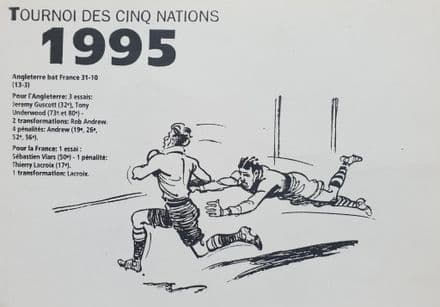 TOURNOI DES CINQ NATIONS
1995
Angleterre bat France 31-10
(13-3)
Pour l'Angleterre: 3 essais:
Jeremy Guscott (32e), Tony
Underwood (73e et 80e) -
2 transformations: Rob Andrew.
4 pénalités: Andrew (19e, 26e,
52e, 56e).
Pour la France: 1 essai :
Sébastien Viars (50e) - 1 pénalité:
Thierry Lacroix (17e).
1 transformation: Lacroix.